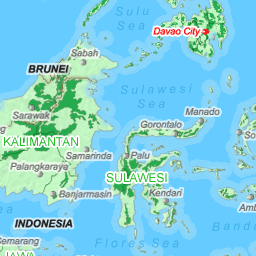 Davao City
Sulu
Sea
Sabah
BRUNEI
Sulawesi
Sea
Sarawak
Manado
Gorontalo
KALIMANTAN
Samarinda
Palu
Palangkaraya
SULAWESI
Banjarmasin
Kendari
INDONESIA
Semarang
Flores Sea